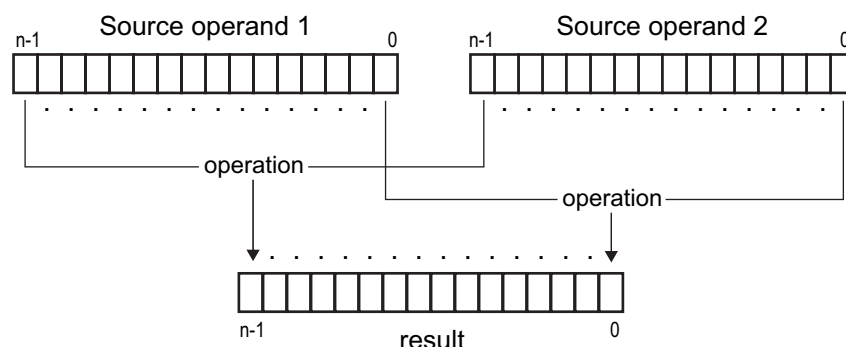 Source operand 1
Source operand 2
n-1
0
n-1
0
operation
operation
n-1
0
result